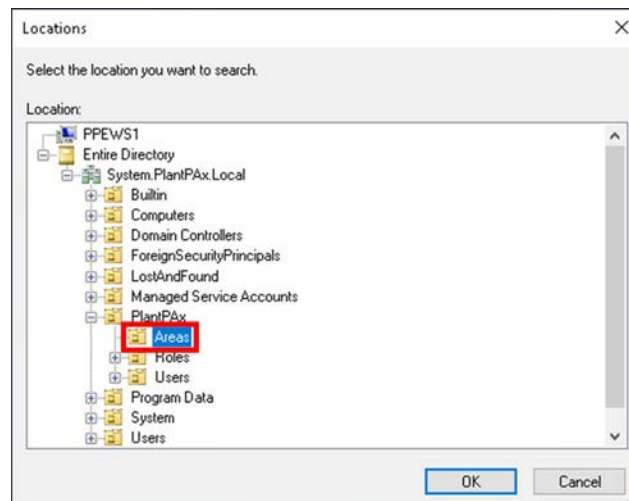 Locations
Select the location you want to search.
Location:
PPEWS1
Entire Directory
System.PlantPAx.Local
Builtin
Computers
Domain Controllers
ForeignSecurityPrincipals
LostAndFound
Managed Service Accounts
PlantPAx
Areas
Roles
Users
Program Data
System
Users
OK Cancel